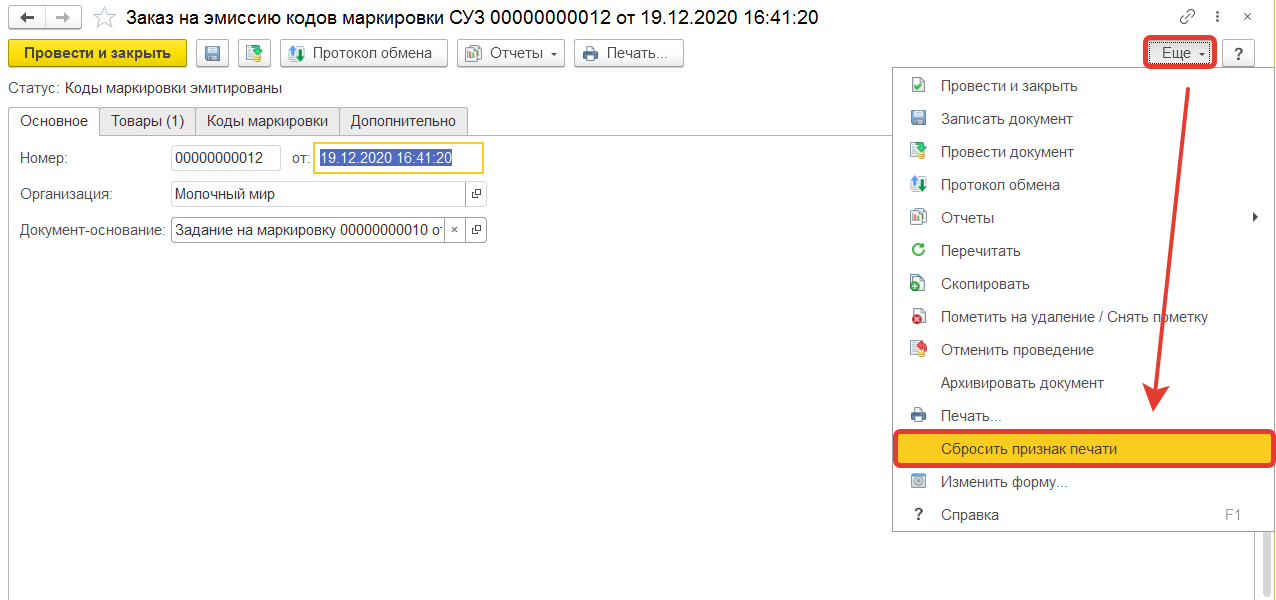 Заказ на эмиссию кодов маркировки СУЗ 00000000012 от 19.12.2020 16:41:20
Провести и закрыть Протокол обмена Отчеты Печать... Еще ?
Статус: Коды маркировки эмитированы
Основное Товары (1) Коды маркировки Дополнительно
Номер: 00000000012 от: 19.12.2020 16:41:20
Организация: Молочный мир
Документ-основание: Задание на маркировку 00000000010 от
Провести и закрыть
Записать документ
Провести документ
Протокол обмена
Отчеты
Перечитать
Скопировать
Пометить на удаление / Снять пометку
Отменить проведение
Архивировать документ
Печать...
Сбросить признак печати
Изменить форму...
? Справка F1